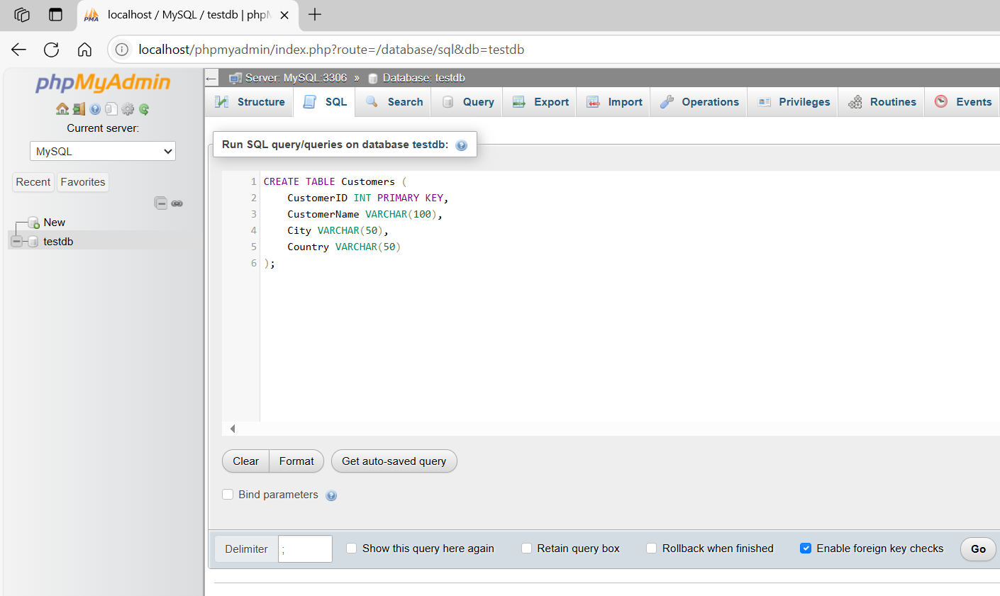 localhost / MySQL / testdb | php
localhost/phpmyadmin/index.php?route=/database/sql&db=testdb
phpMyAdmin
Current server:
MySQL
Recent Favorites
New
testdb
Server: MySQL:3306 » Database: testdb
Structure SQL Search Query Export Import Operations Privileges Routines Events
Run SQL query/queries on database testdb:
1 CREATE TABLE Customers (
2 CustomerID INT PRIMARY KEY,
3 CustomerName VARCHAR(100),
4 City VARCHAR(50),
5 Country VARCHAR(50)
6 );
Clear Format Get auto-saved query
Bind parameters
Delimiter ; Show this query here again Retain query box Rollback when finished Enable foreign key checks Go